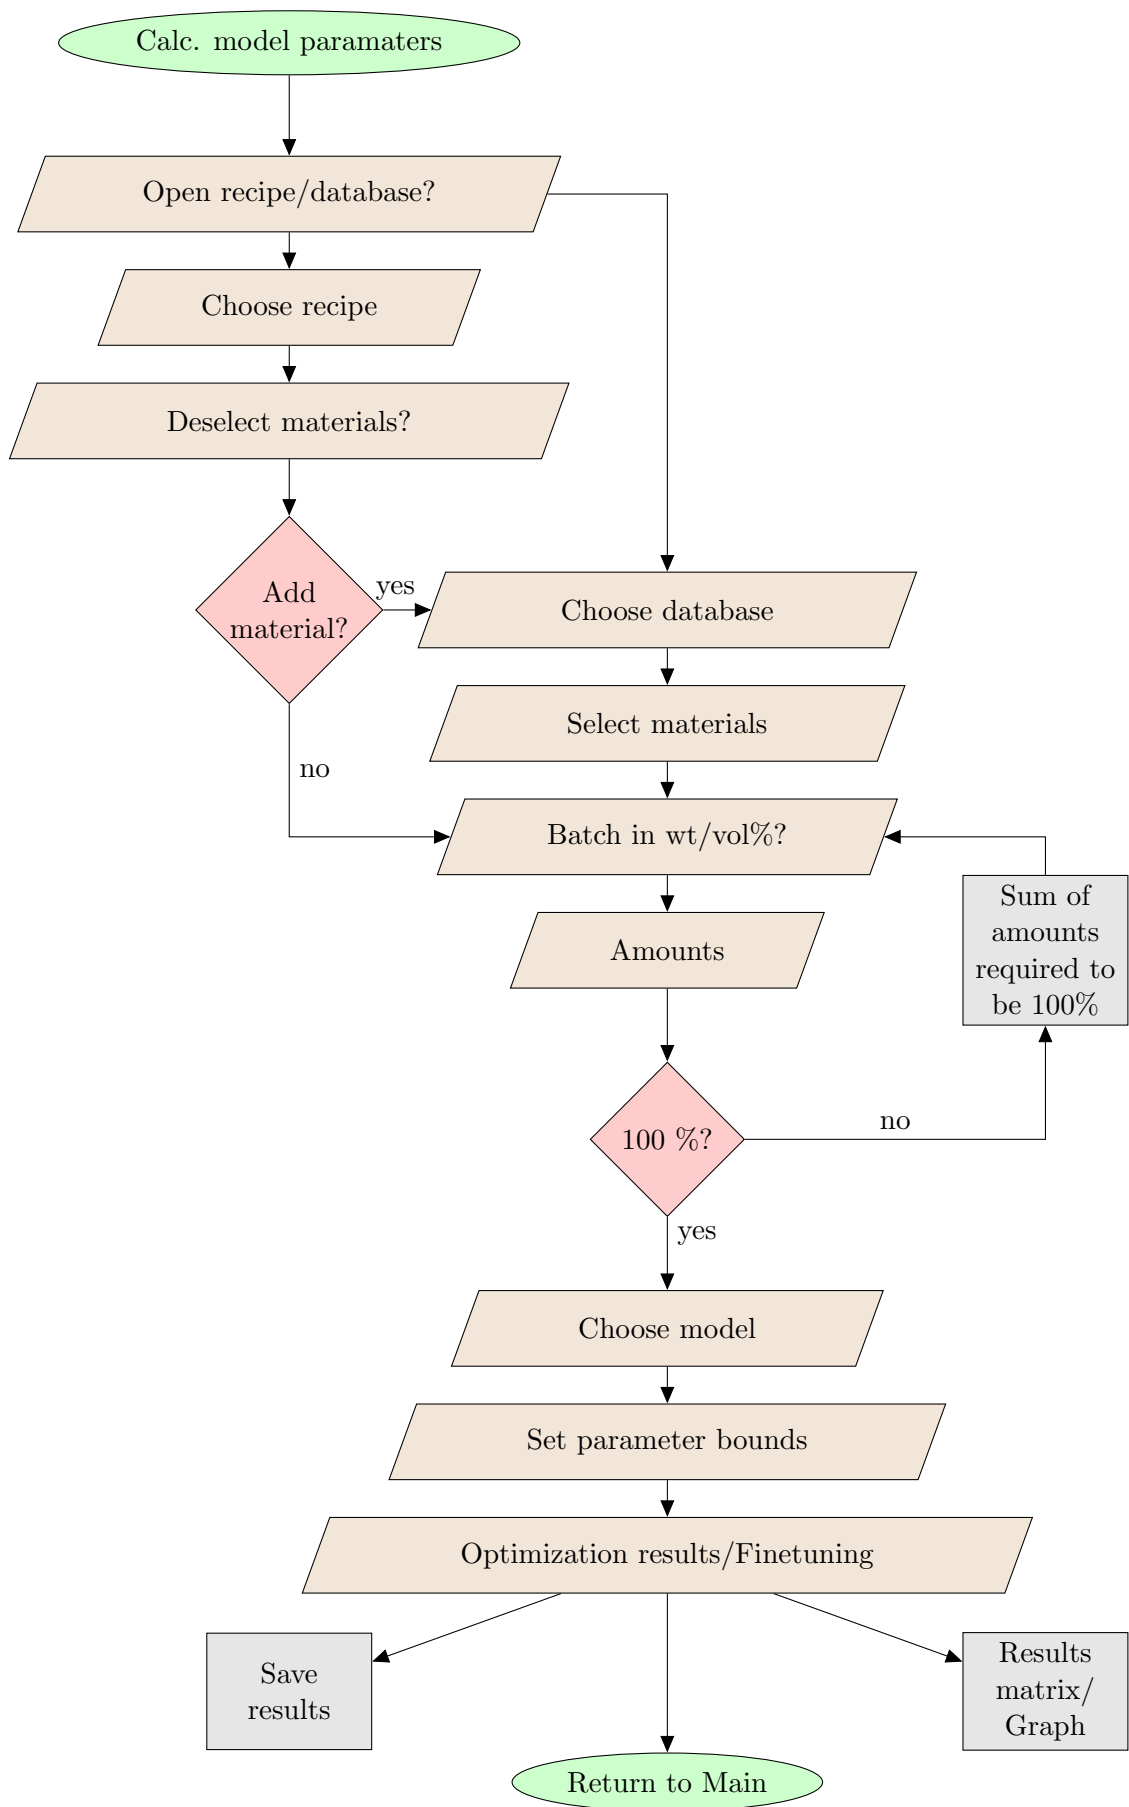 Calc. model paramaters
Open recipe/database?
Choose recipe
Deselect materials?
Add
material?
yes
Choose database
Select materials
no
Batch in wt/vol%?
Sum of
amounts
required to
be 100%
Amounts
100 %?
no
yes
Choose model
Set parameter bounds
Optimization results/Finetuning
Save
results
Results
matrix/
Graph
Return to Main